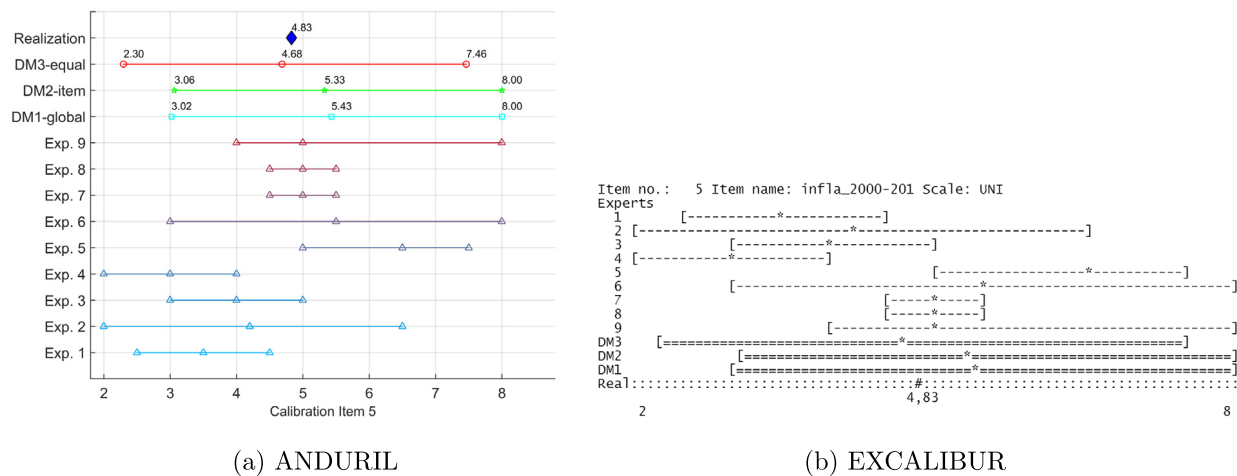 4.83
Realization
2.30 4.68 7.46
DM3-equal
3.06 5.33 8.00
DM2-item
3.02 5.43 8.00
DM1-global
Exp. 9
Exp. 8
Exp. 7
Exp. 6
Exp. 5
Exp. 4
Exp. 3
Exp. 2
Exp. 1
2 3 4 5 6 7 8
Calibration Item 5
(a) ANDURIL
Item no.: 5 Item name: infla_2000-201 Scale: UNI
Experts
1 [-----------*------------]
2 [--------------------------*----------------------------]
3 [-----------*------------]
4 [-----------*-----------]
5 [------------------*-----------]
6 [------------------------------*------------------------------]
7 [-----*-----]
8 [-----*-----]
9 [------------*------------------------------------]
DM3 [=============================*==================================]
DM2 [===========================*================================]
DM1 [=============================*===============================]
Real:::::::::::::::::::::::::::::::::::#:::::::::::::::::::::::::::::::::::::::
4,83
2 8
(b) EXCALIBUR